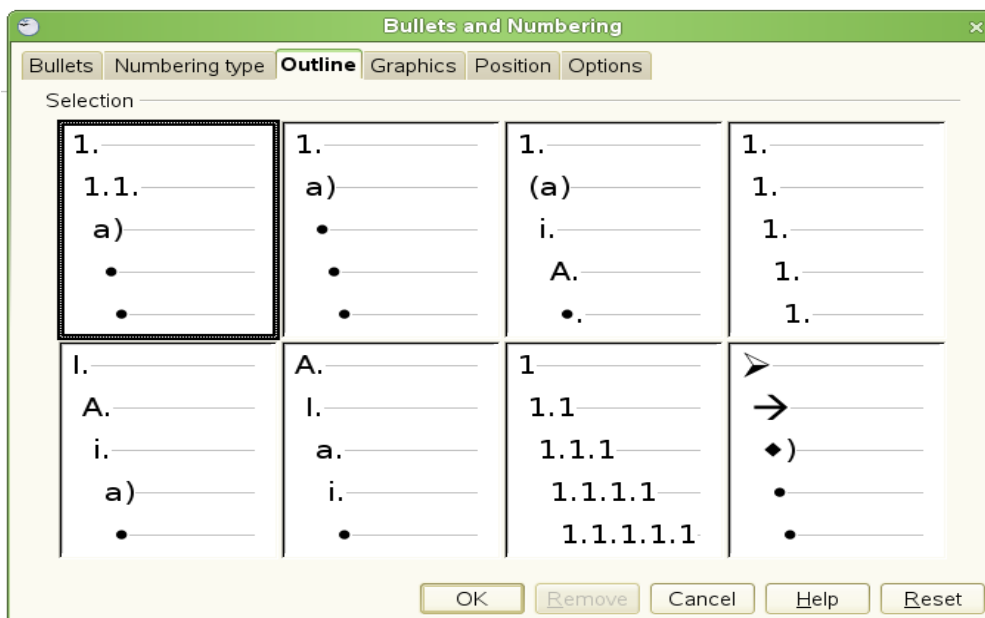 Bullets and Numbering
Bullets Numbering type Outline Graphics Position Options
Selection
1. 1. 1. 1.
1.1. a) (a) 1.
a) • i. 1.
• • A. 1.
• • •. 1.
I. A. 1 ➢
A. I. 1.1 →
i. a. 1.1.1 ◆)
a) i. 1.1.1.1 •
• • 1.1.1.1.1 •
OK Remove Cancel Help Reset